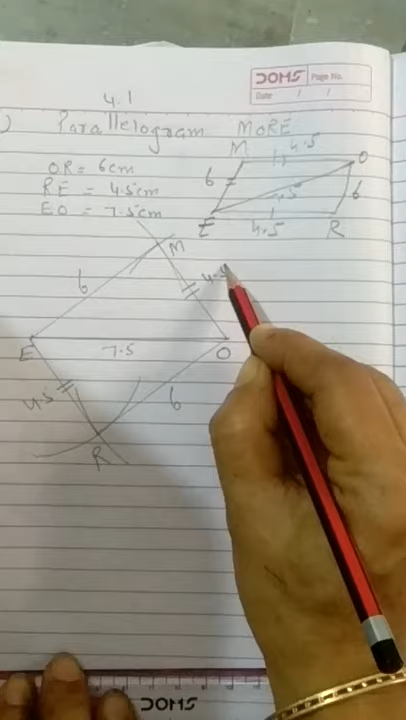 DOMS Page No.
Date / /
4.1
) Parallelogram MORE
OR = 6cm
RE = 4.5cm
EO = 7.5cm
M 4.5 O
6 7.5 6
E 4.5 R
M
6 4.5
E 7.5 O
4.5 6
R
DOMS